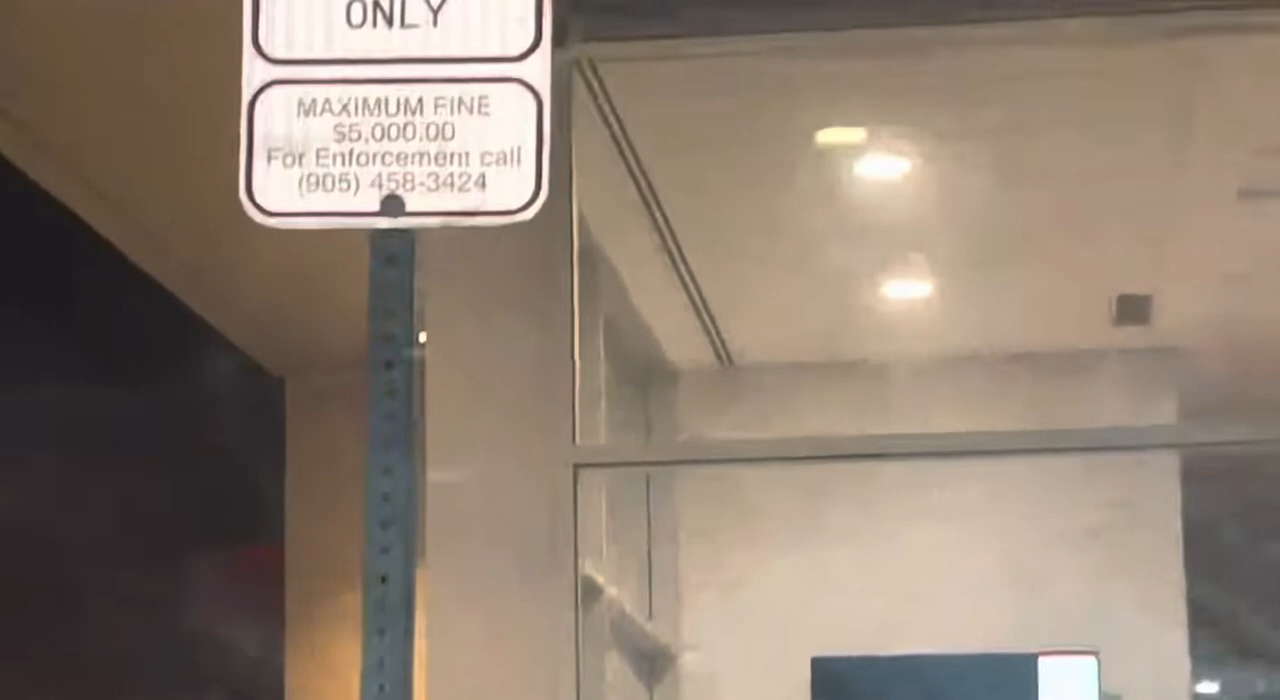 ONLY
MAXIMUM FINE
$5,000.00
For Enforcement call
(905) 458-3424